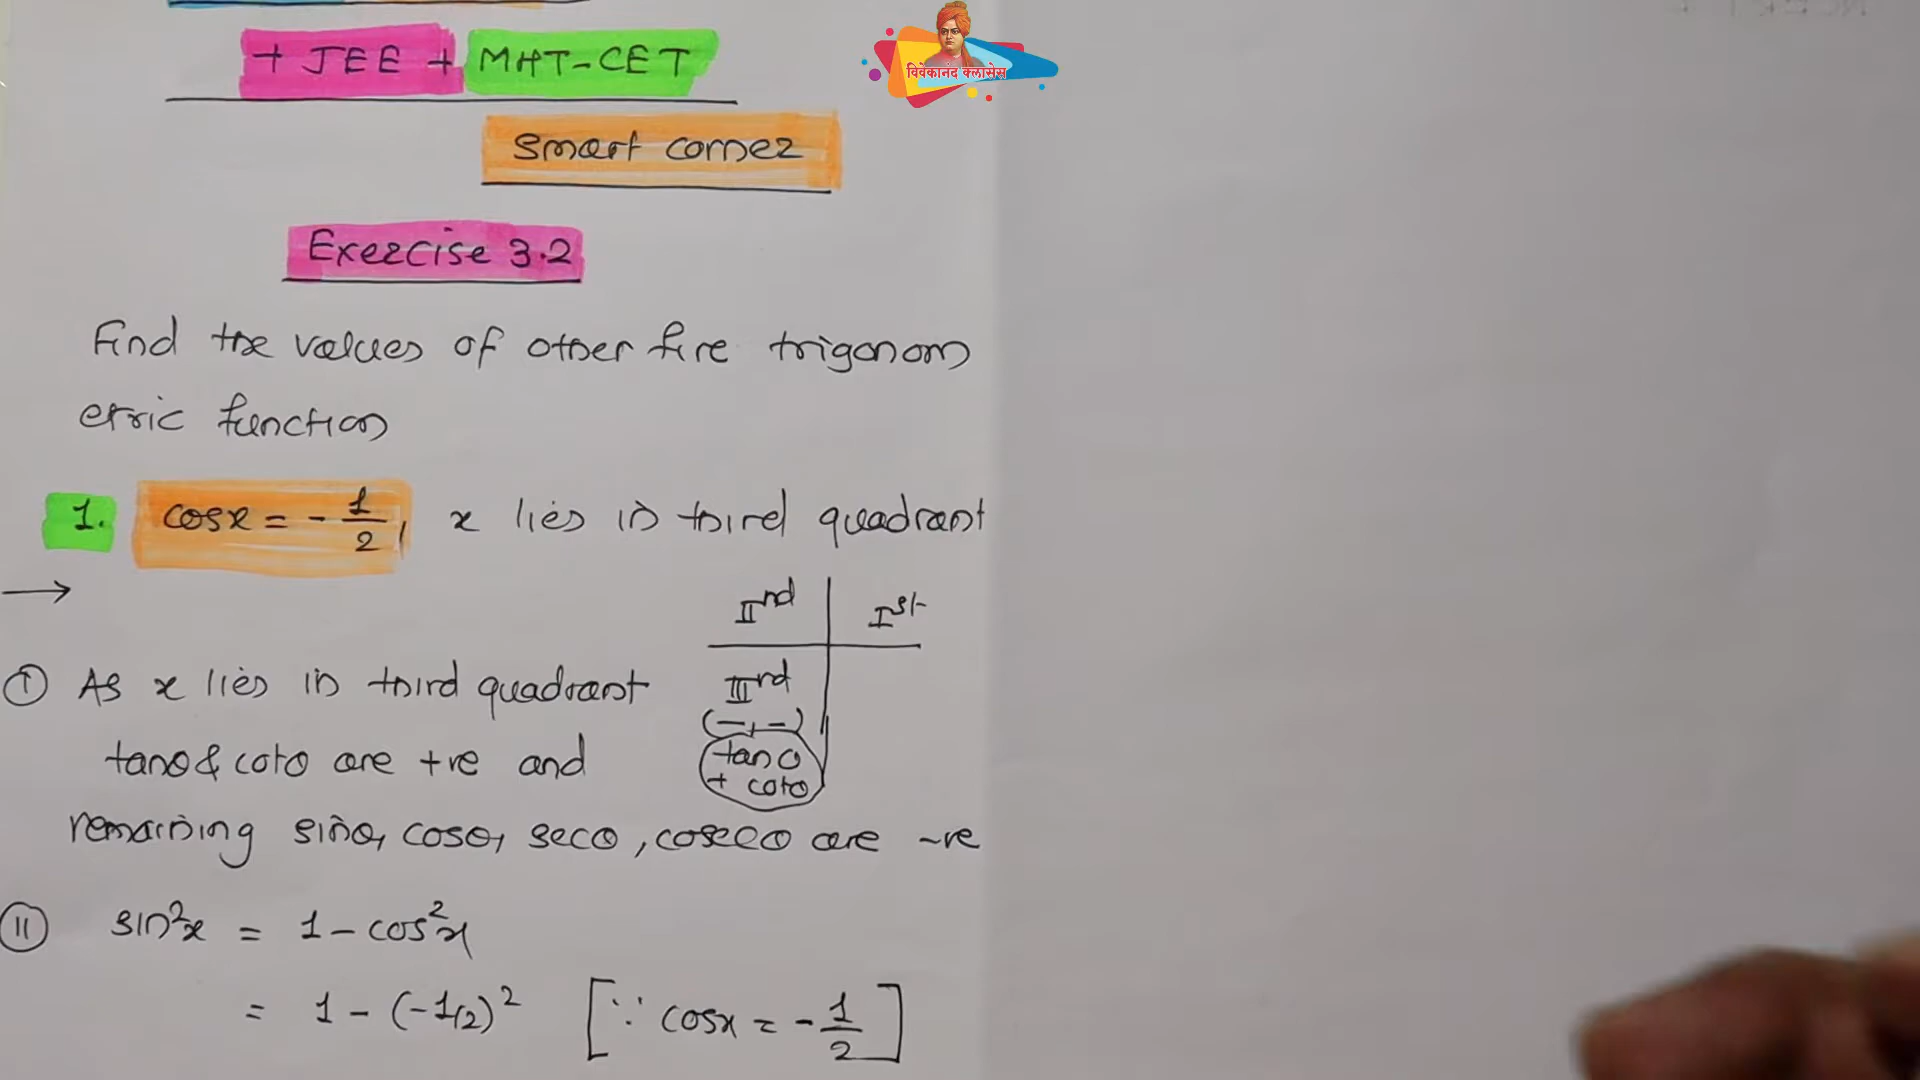 + JEE + MHT-CET
विवेकानंद क्लासेस
Smart corner
Exercise 3.2
Find the values of other five trigonom
etric function
1. cosx = -1/2, x lies in third quadrant
→
IInd Ist
(I) As x lies in third quadrant
IIIrd
(-,-)
tanθ & cotθ are +ve and
tanθ
+ cotθ
remaining sinθ, cosθ, secθ, cosecθ are -ve
(II) sin²x = 1 - cos²x
= 1 - (-1/2)² [∵ cosx = -1/2]